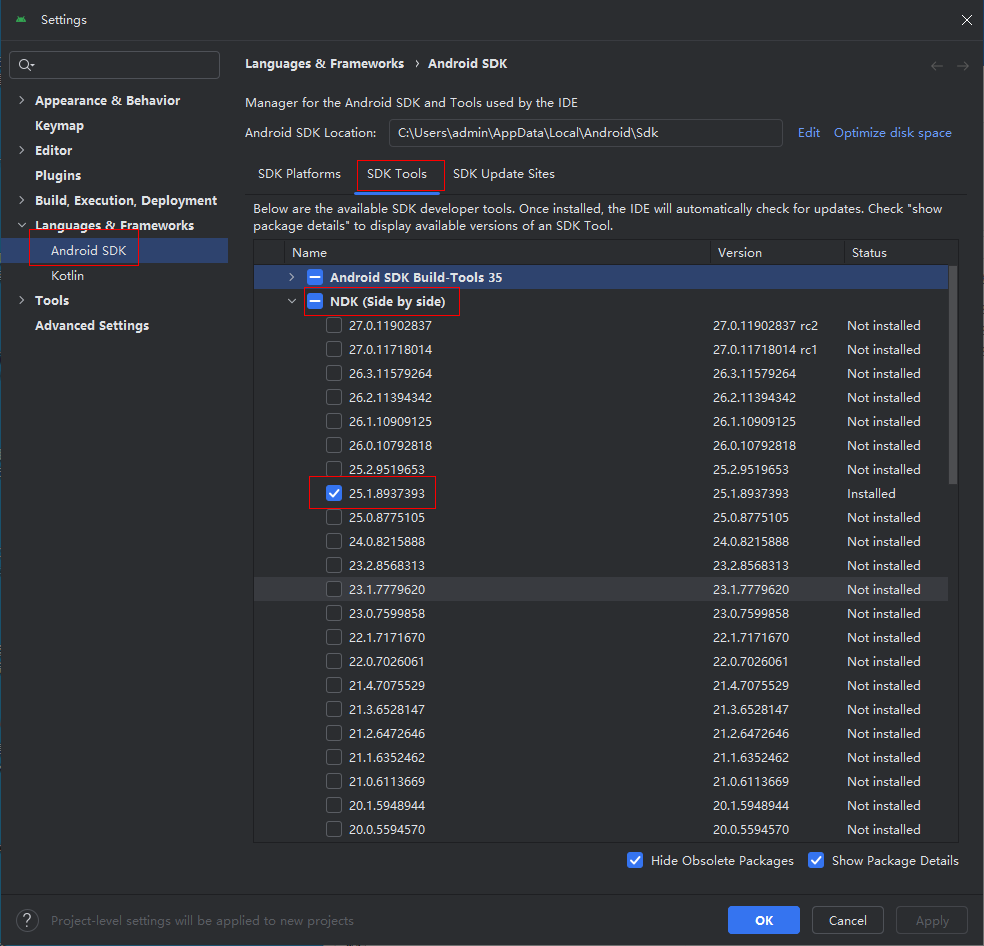 Settings
Languages & Frameworks › Android SDK
Appearance & Behavior
Keymap
Editor
Plugins
Build, Execution, Deployment
Languages & Frameworks
Android SDK
Kotlin
Tools
Advanced Settings
Manager for the Android SDK and Tools used by the IDE
Android SDK Location: C:\Users\admin\AppData\Local\Android\Sdk Edit Optimize disk space
SDK Platforms SDK Tools SDK Update Sites
Below are the available SDK developer tools. Once installed, the IDE will automatically check for updates. Check "show
package details" to display available versions of an SDK Tool.
Name Version Status
Android SDK Build-Tools 35
NDK (Side by side)
27.0.11902837 27.0.11902837 rc2 Not installed
27.0.11718014 27.0.11718014 rc1 Not installed
26.3.11579264 26.3.11579264 Not installed
26.2.11394342 26.2.11394342 Not installed
26.1.10909125 26.1.10909125 Not installed
26.0.10792818 26.0.10792818 Not installed
25.2.9519653 25.2.9519653 Not installed
25.1.8937393 25.1.8937393 Installed
25.0.8775105 25.0.8775105 Not installed
24.0.8215888 24.0.8215888 Not installed
23.2.8568313 23.2.8568313 Not installed
23.1.7779620 23.1.7779620 Not installed
23.0.7599858 23.0.7599858 Not installed
22.1.7171670 22.1.7171670 Not installed
22.0.7026061 22.0.7026061 Not installed
21.4.7075529 21.4.7075529 Not installed
21.3.6528147 21.3.6528147 Not installed
21.2.6472646 21.2.6472646 Not installed
21.1.6352462 21.1.6352462 Not installed
21.0.6113669 21.0.6113669 Not installed
20.1.5948944 20.1.5948944 Not installed
20.0.5594570 20.0.5594570 Not installed
Hide Obsolete Packages Show Package Details
? Project-level settings will be applied to new projects
OK Cancel Apply